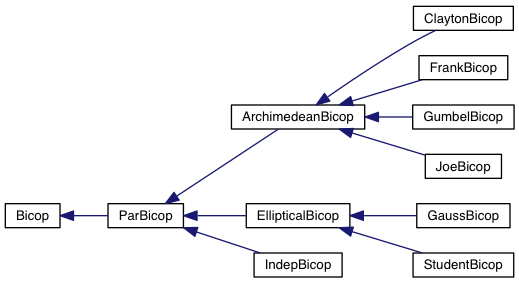 ClaytonBicop
FrankBicop
ArchimedeanBicop
GumbelBicop
JoeBicop
Bicop
ParBicop
EllipticalBicop
GaussBicop
IndepBicop
StudentBicop